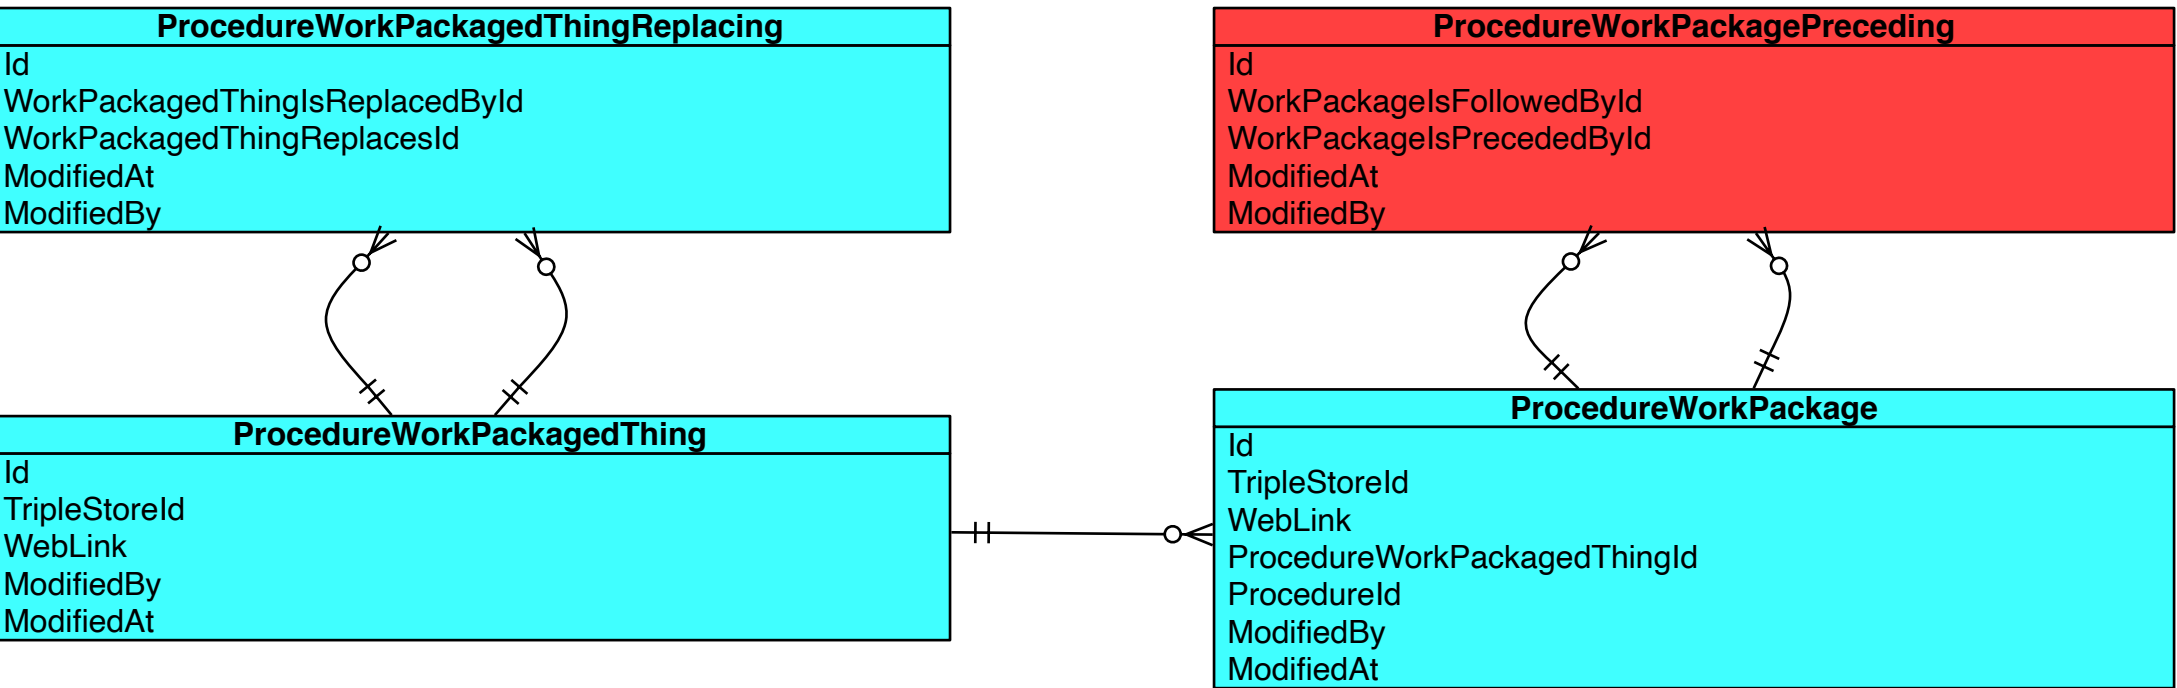 ProcedureWorkPackagedThingReplacing
Id
WorkPackagedThingIsReplacedById
WorkPackagedThingReplacesId
ModifiedAt
ModifiedBy
ProcedureWorkPackagePreceding
Id
WorkPackageIsFollowedById
WorkPackageIsPrecededById
ModifiedAt
ModifiedBy
ProcedureWorkPackagedThing
Id
TripleStoreId
WebLink
ModifiedBy
ModifiedAt
ProcedureWorkPackage
Id
TripleStoreId
WebLink
ProcedureWorkPackagedThingId
ProcedureId
ModifiedBy
ModifiedAt